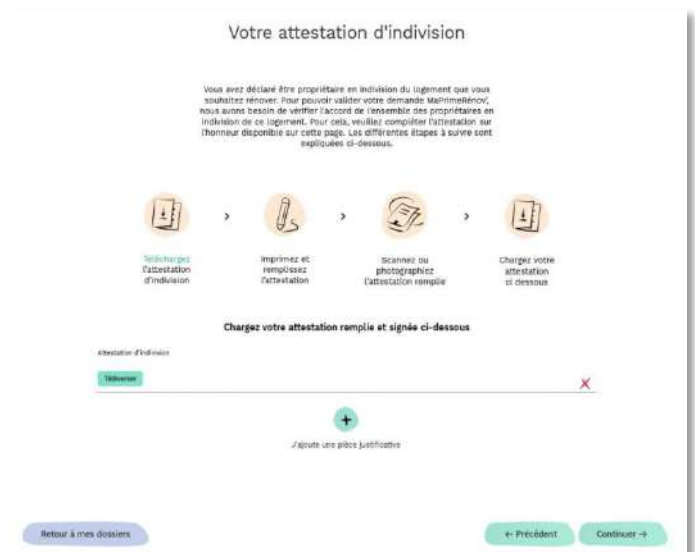 Votre attestation d'indivision
Vous avez déclaré être propriétaire en indivision du logement que vous
souhaitez rénover. Pour pouvoir valider votre demande MaPrimeRénov',
nous avons besoin de vérifier l'accord de l'ensemble des propriétaires en
indivision de ce logement. Pour cela, veuillez compléter l'attestation sur
l'honneur disponible sur cette page. Les différentes étapes à suivre sont
expliquées ci-dessous.
Téléchargez
l'attestation
d'indivision
>
Imprimez et
remplissez
l'attestation
>
Scannez ou
photographiez
l'attestation remplie
>
Chargez votre
attestation
ci dessous
Chargez votre attestation remplie et signée ci-dessous
Attestation d'indivision
Téléverser
J'ajoute une pièce justificative
Retour à mes dossiers
← Précédent
Continuer →